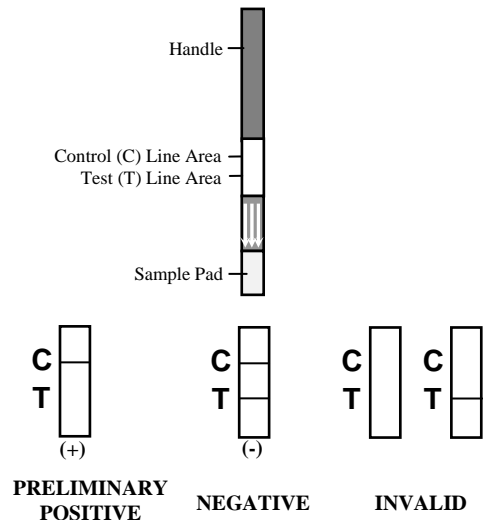 Handle
Control (C) Line Area
Test (T) Line Area
Sample Pad
C
T
(+)
PRELIMINARY
POSITIVE
C
T
(-)
NEGATIVE
C
T
C
T
INVALID